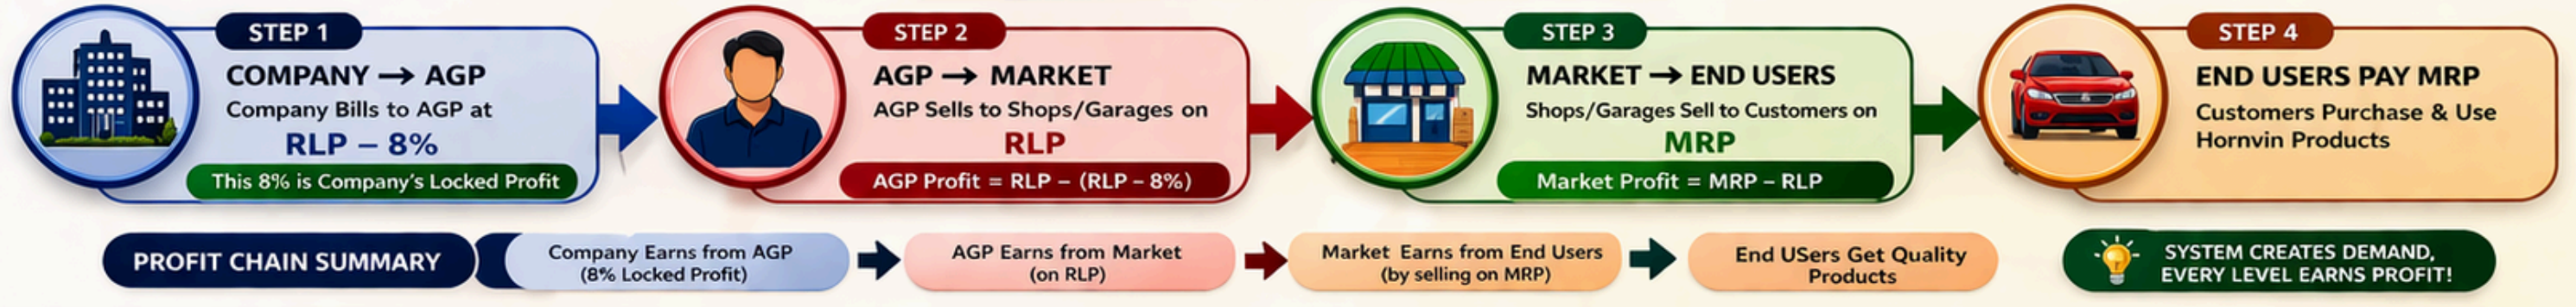 STEP 1
COMPANY → AGP
Company Bills to AGP at
RLP – 8%
This 8% is Company's Locked Profit
STEP 2
AGP → MARKET
AGP Sells to Shops/Garages on
RLP
AGP Profit = RLP – (RLP – 8%)
STEP 3
MARKET → END USERS
Shops/Garages Sell to Customers on
MRP
Market Profit = MRP – RLP
STEP 4
END USERS PAY MRP
Customers Purchase & Use
Hornvin Products
PROFIT CHAIN SUMMARY
Company Earns from AGP
(8% Locked Profit)
AGP Earns from Market
(on RLP)
Market Earns from End Users
(by selling on MRP)
End USers Get Quality
Products
SYSTEM CREATES DEMAND,
EVERY LEVEL EARNS PROFIT!